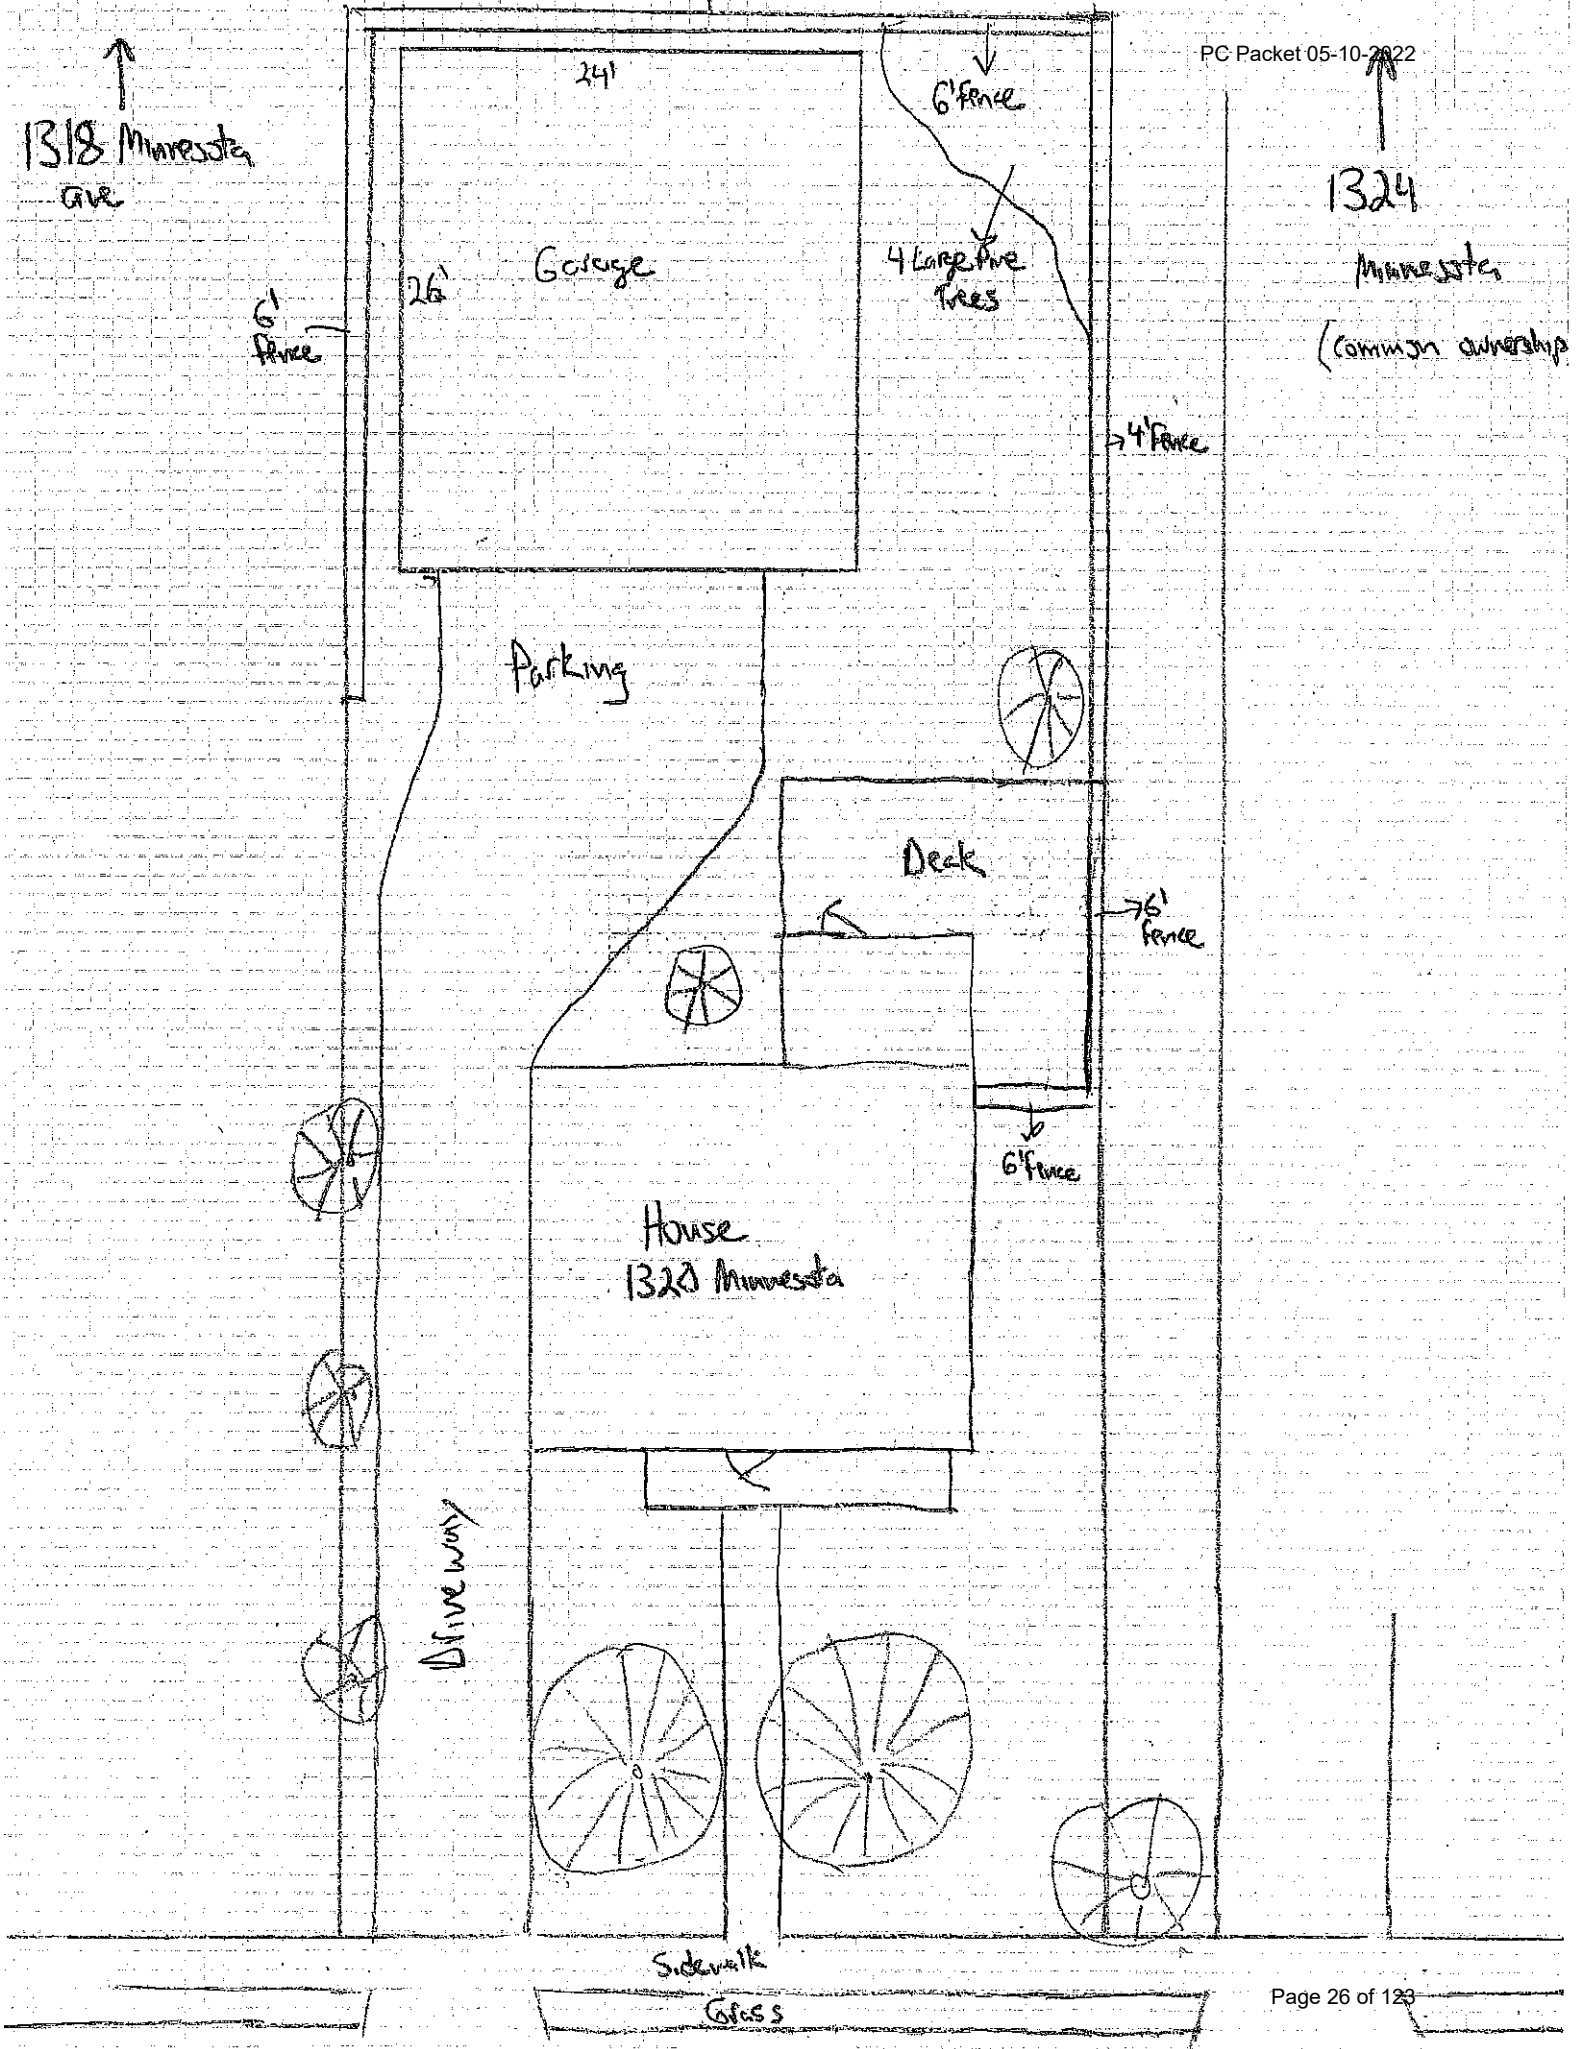 PC Packet 05-10-2022
24'
6' fence
1318 Minnesota
ave
1324
Garage
4 Large Pine
Trees
Minnesota
(common ownership
26'
6'
fence
4' fence
Parking
Deck
6'
fence
6' fence
House
1320 Minnesota
Driveway
Sidewalk
Grass
Page 26 of 123